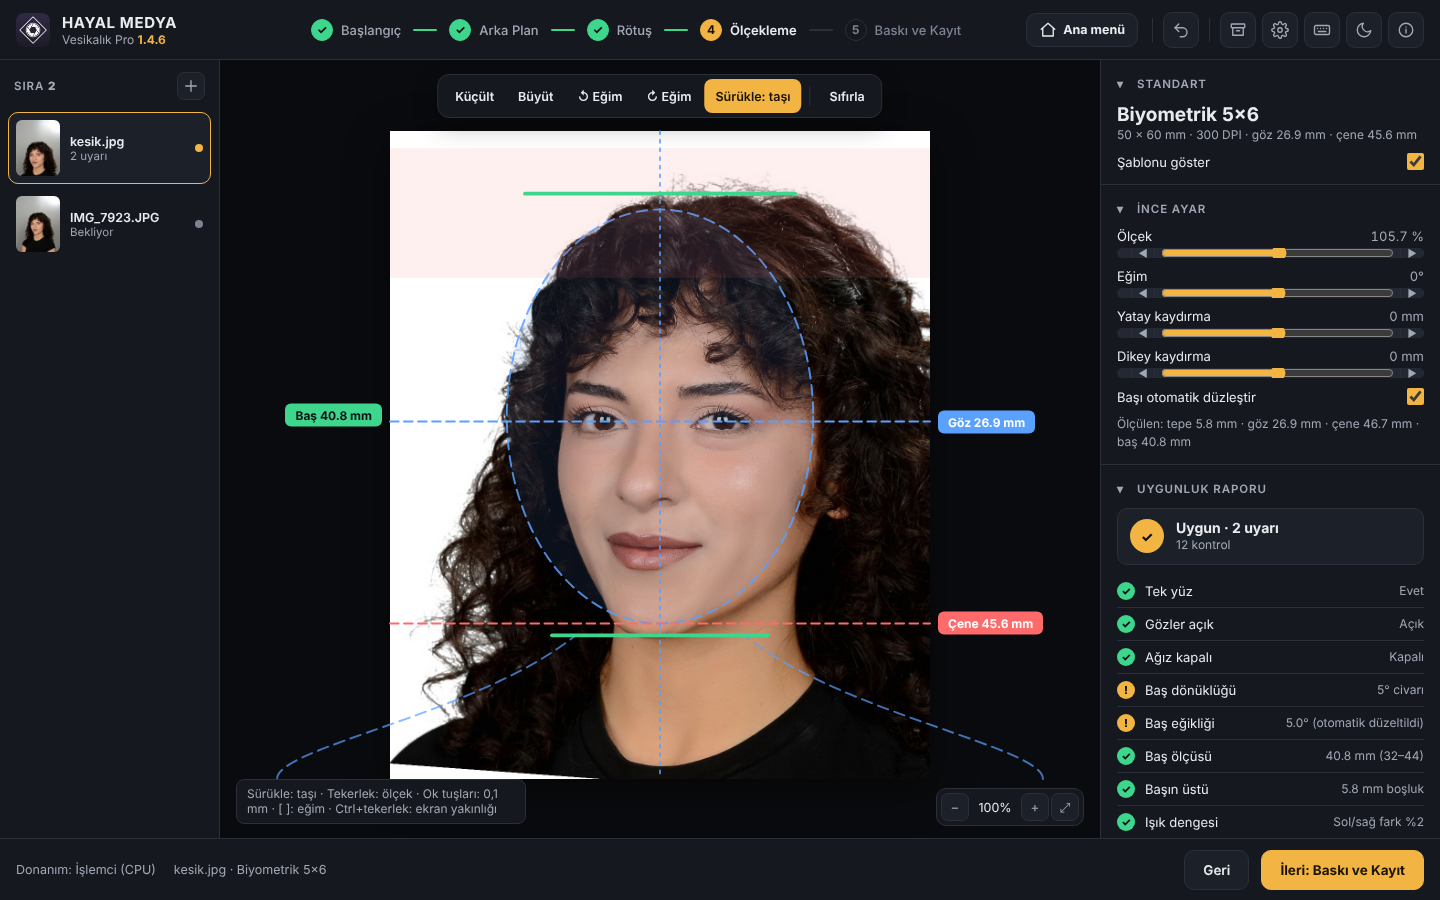 HAYAL MEDYA
Vesikalık Pro 1.4.6
Başlangıç
Arka Plan
Rötuş
4
Ölçekleme
5
Baskı ve Kayıt
Ana menü
SIRA 2
kesik.jpg
2 uyarı
IMG_7923.JPG
Bekliyor
Küçült
Büyüt
Eğim
Eğim
Sürükle: taşı
Sıfırla
Baş 40.8 mm
Göz 26.9 mm
Çene 45.6 mm
Sürükle: taşı · Tekerlek: ölçek · Ok tuşları: 0,1
mm · [ ]: eğim · Ctrl+tekerlek: ekran yakınlığı
100%
STANDART
Biyometrik 5×6
50 × 60 mm · 300 DPI · göz 26.9 mm · çene 45.6 mm
Şablonu göster
İNCE AYAR
Ölçek 105.7 %
Eğim 0°
Yatay kaydırma 0 mm
Dikey kaydırma 0 mm
Başı otomatik düzleştir
Ölçülen: tepe 5.8 mm · göz 26.9 mm · çene 46.7 mm ·
baş 40.8 mm
UYGUNLUK RAPORU
Uygun · 2 uyarı
12 kontrol
Tek yüz Evet
Gözler açık Açık
Ağız kapalı Kapalı
Baş dönüklüğü 5° civarı
Baş eğikliği 5.0° (otomatik düzeltildi)
Baş ölçüsü 40.8 mm (32–44)
Başın üstü 5.8 mm boşluk
Işık dengesi Sol/sağ fark %2
Donanım: İşlemci (CPU) kesik.jpg · Biyometrik 5×6
Geri
İleri: Baskı ve Kayıt